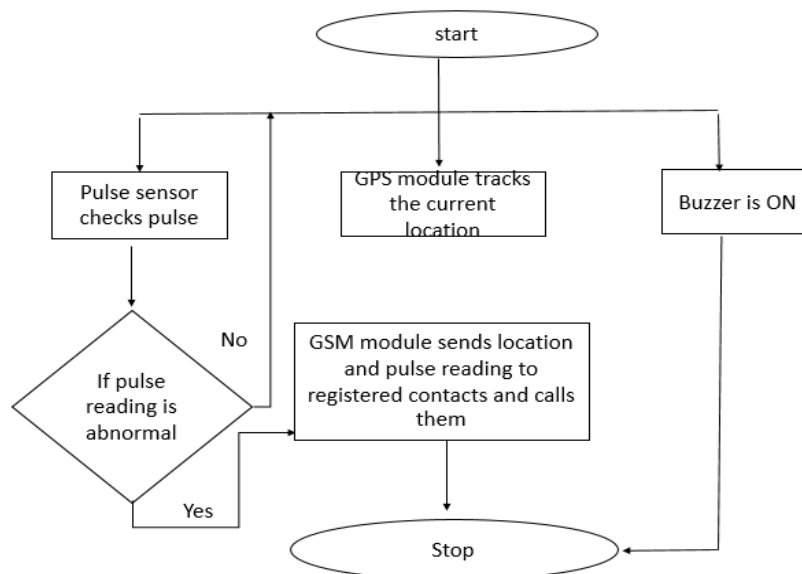 start
Pulse sensor
checks pulse
GPS module tracks
the current
location
Buzzer is ON
No
If pulse
reading is
abnormal
GSM module sends location
and pulse reading to
registered contacts and calls
them
Yes
Stop